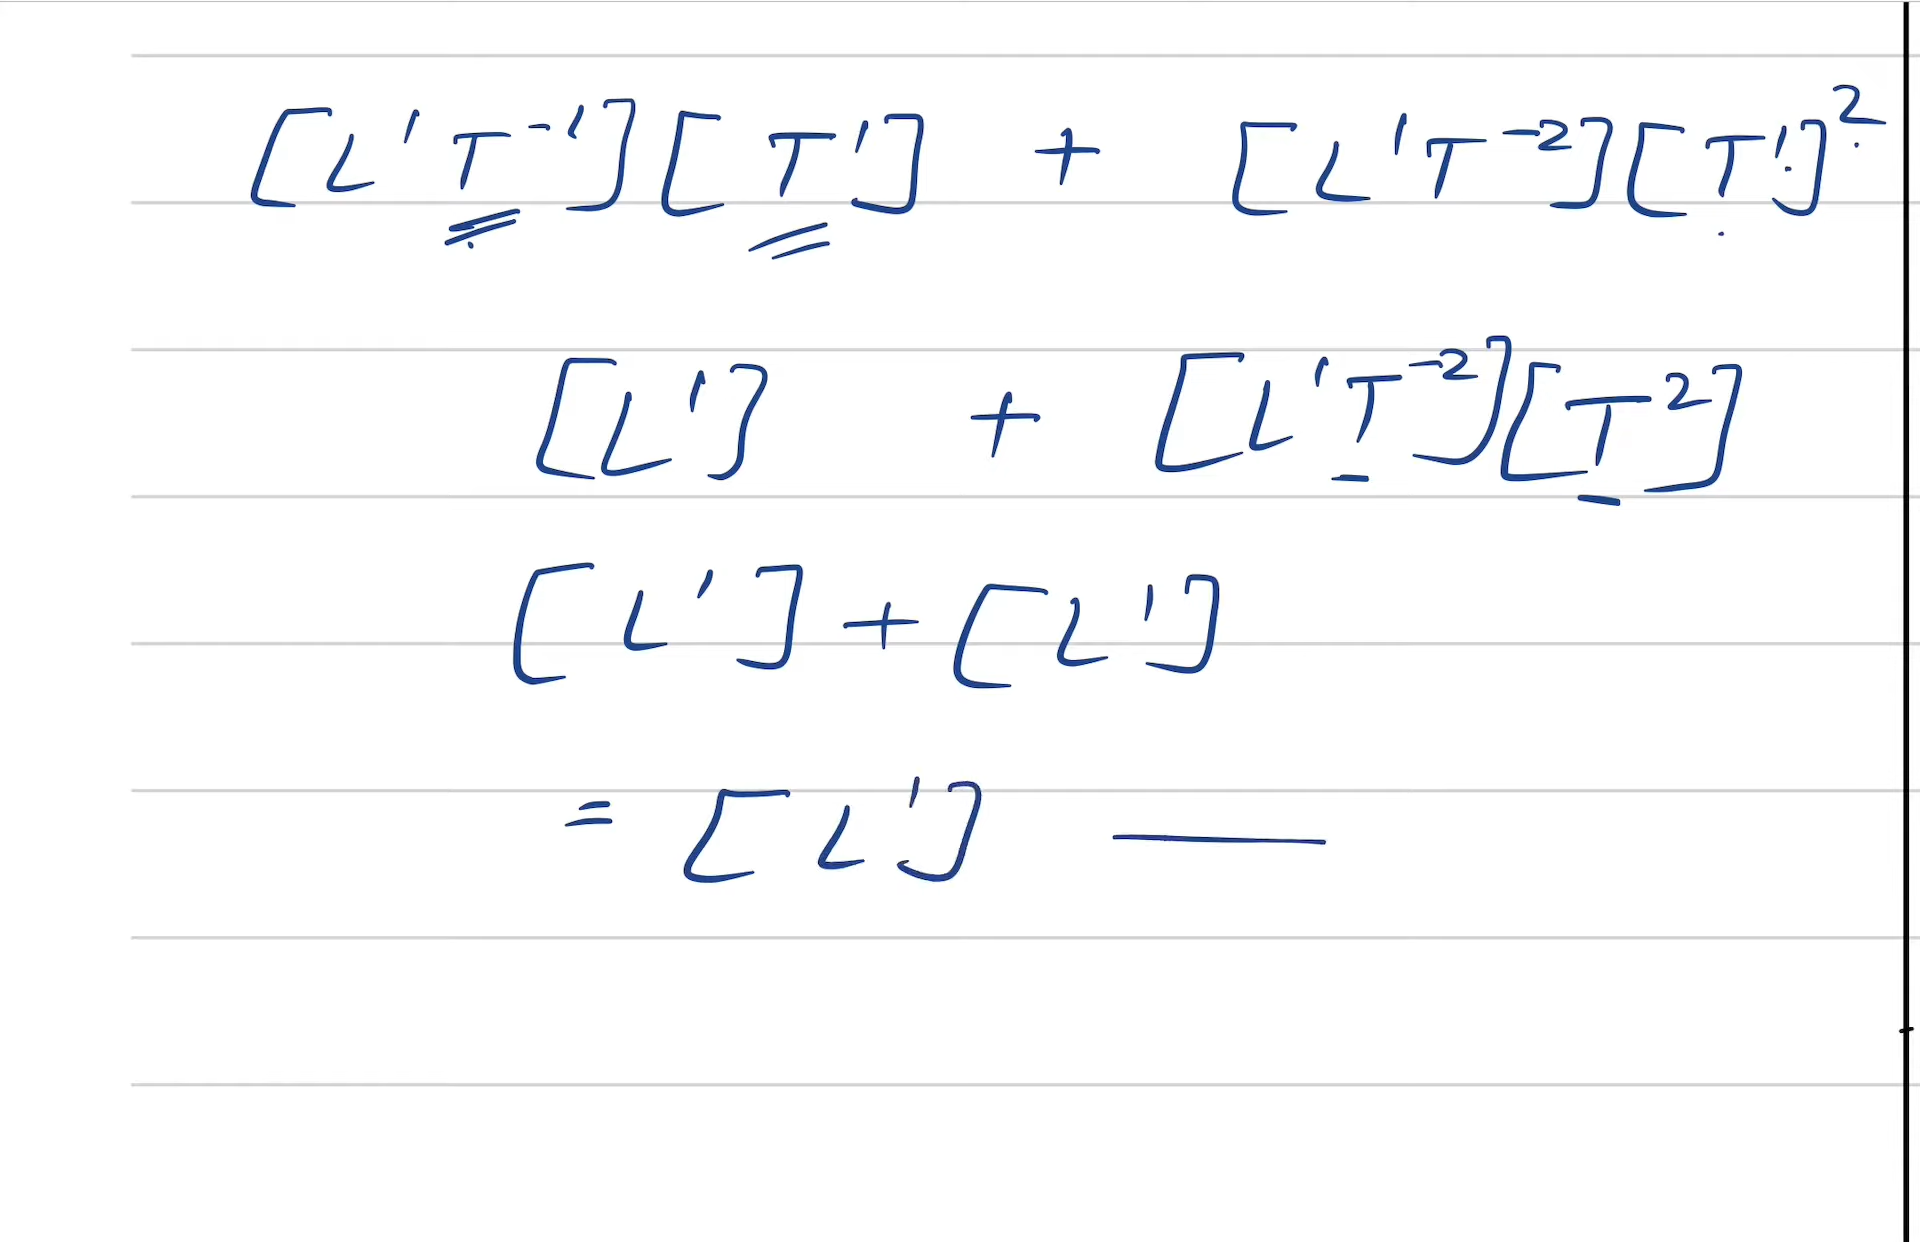 [L¹T⁻¹][T¹] + [L¹T⁻²][T¹]²
[L¹] + [L¹T⁻²][T²]
[L¹] + [L¹]
= [L¹] —